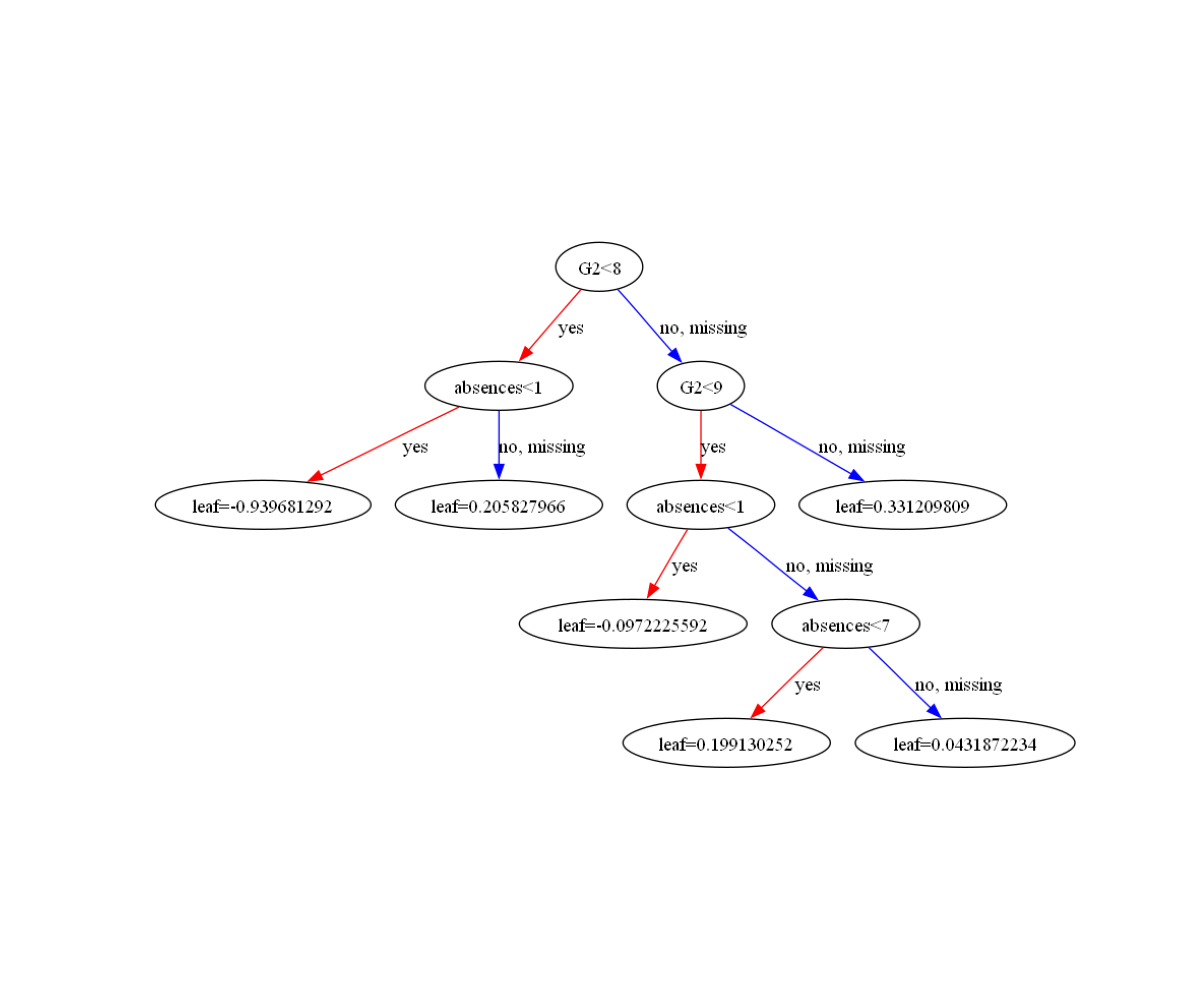 G2<8
yes
no, missing
absences<1
G2<9
yes
no, missing
yes
no, missing
leaf=-0.939681292
leaf=0.205827966
absences<1
leaf=0.331209809
yes
no, missing
leaf=-0.0972225592
absences<7
yes
no, missing
leaf=0.199130252
leaf=0.0431872234